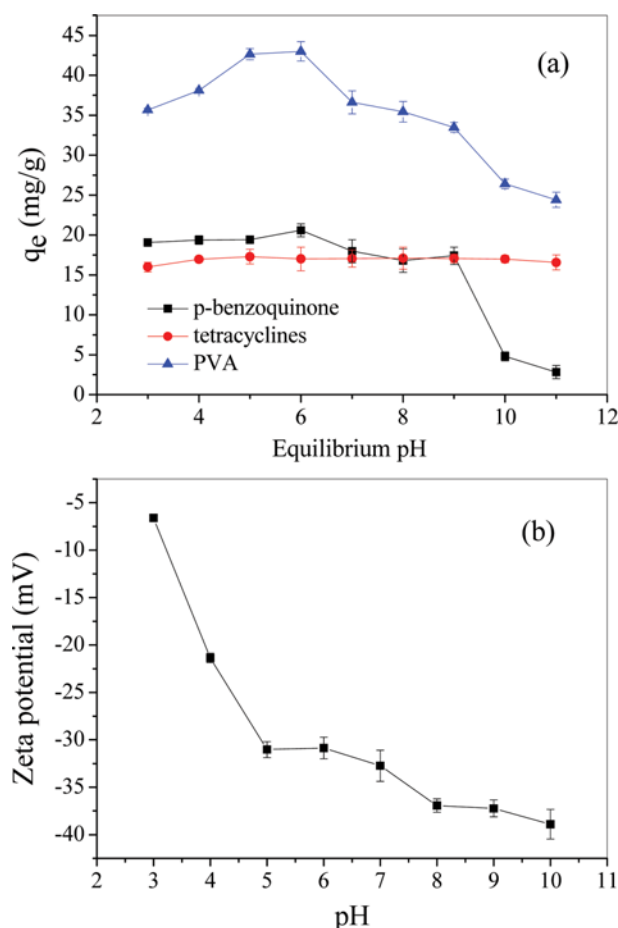 (a)
45
40
35
30
25
20
15
10
5
0
qe (mg/g)
p-benzoquinone
tetracyclines
PVA
2 4 6 8 10 12
Equilibrium pH
(b)
-5
-10
-15
-20
-25
-30
-35
-40
Zeta potential (mV)
2 3 4 5 6 7 8 9 10 11
pH